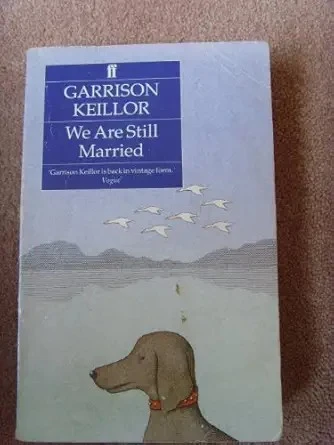 ff
GARRISON
KEILLOR
We Are Still
Married
'Garrison Keillor is back in vintage form.'
Vogue